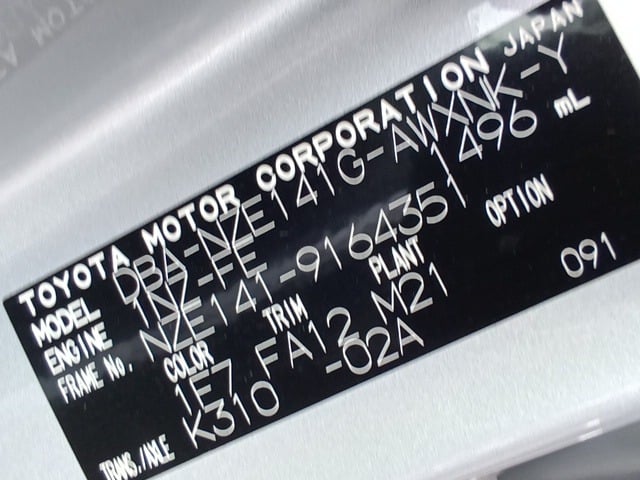 TOYOTA MOTOR CORPORATION JAPAN
MODEL DBA-NZE141G-AWXNK-Y
ENGINE 1NZ-FE 1496 mL
FRAME No. NZE141-9164351
COLOR TRIM PLANT OPTION
1F7 FA12 M21 091
TRANS./AXLE K310 -02A